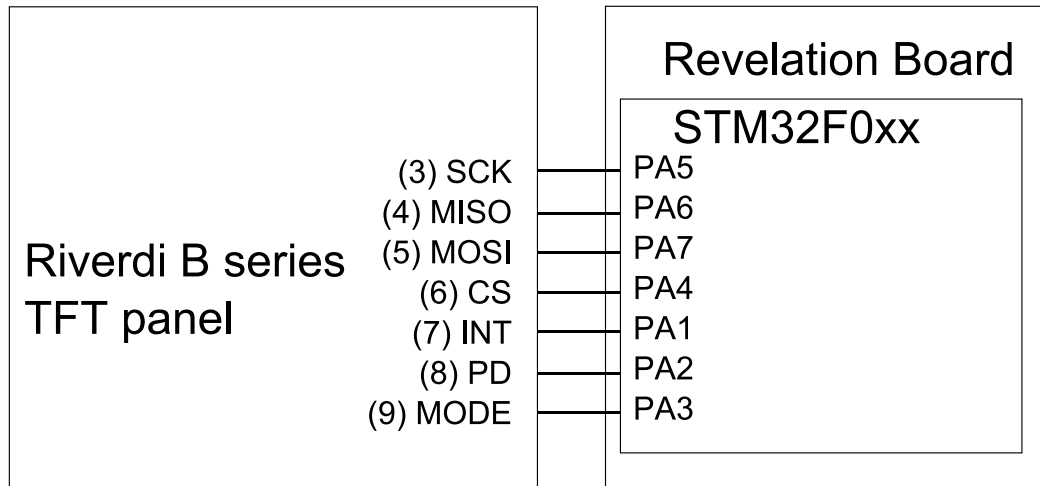 Revelation Board
STM32F0xx
(3) SCK PA5
(4) MISO PA6
(5) MOSI PA7
(6) CS PA4
(7) INT PA1
(8) PD PA2
(9) MODE PA3
Riverdi B series
TFT panel